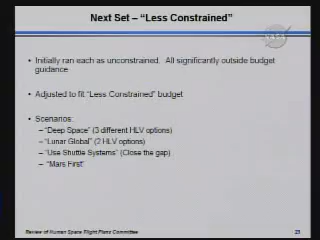 Next Set – “Less Constrained”
NASA
• Initially ran each as unconstrained. All significantly outside budget
guidance
• Adjusted to fit “Less Constrained” budget
• Scenarios:
– “Deep Space” (3 different HLV options)
– “Lunar Global” (2 HLV options)
– “Use Shuttle Systems” (Close the gap)
– “Mars First”
Review of Human Space Flight Plans Committee